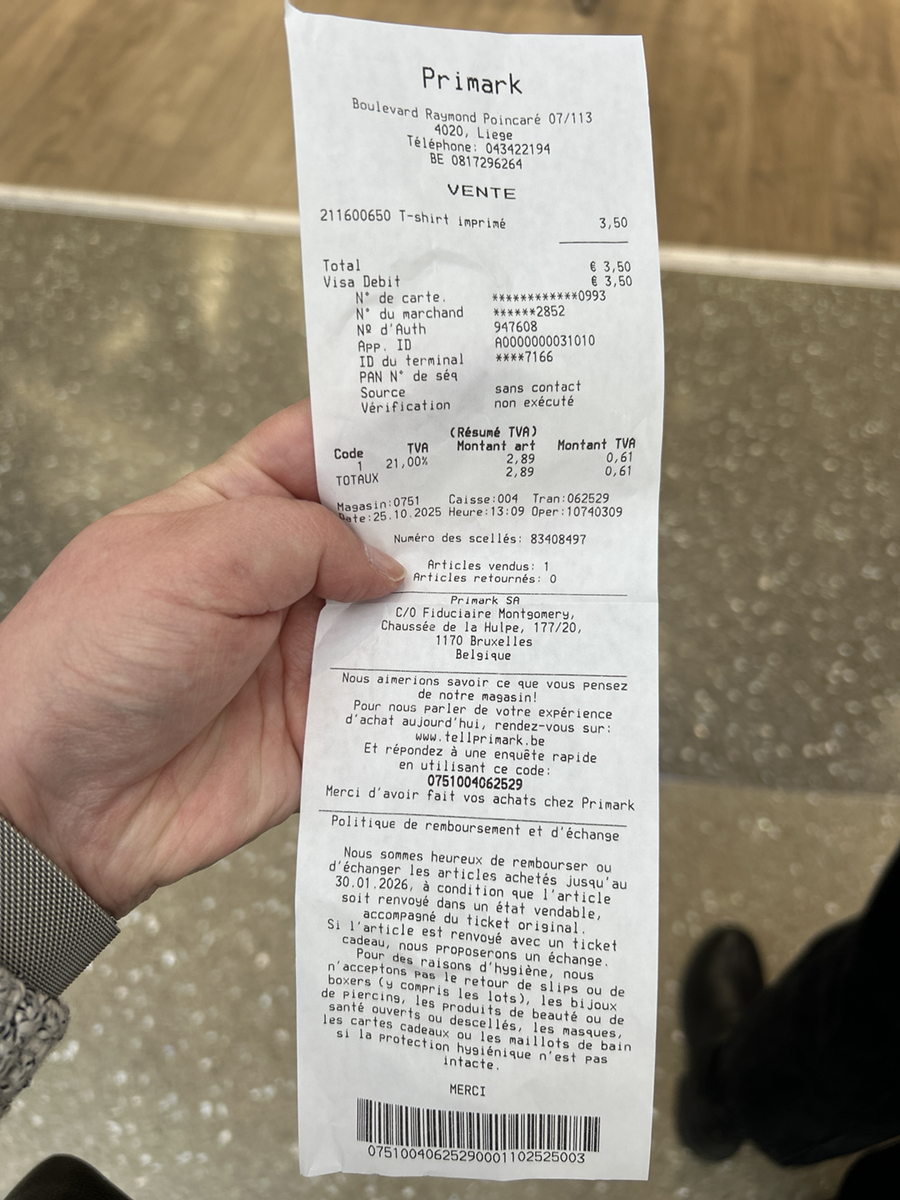 Primark
Boulevard Raymond Poincaré 07/113
4020, Liege
Téléphone: 043422194
BE 0817296264
VENTE
211600650 T-shirt imprimé 3,50
Total € 3,50
Visa Debit € 3,50
N° de carte. ************0993
N° du marchand ******2852
Nº d'Auth 947608
App. ID A0000000031010
ID du terminal ****7166
PAN N° de séq
Source sans contact
Vérification non exécuté
(Résumé TVA)
Code TVA Montant art Montant TVA
1 21,00% 2,89 0,61
TOTAUX 2,89 0,61
Magasin:0751 Caisse:004 Tran:062529
Date:25.10.2025 Heure:13:09 Oper:10740309
Numéro des scellés: 83408497
Articles vendus: 1
Articles retournés: 0
Primark SA
C/O Fiduciaire Montgomery,
Chaussée de la Hulpe, 177/20,
1170 Bruxelles
Belgique
Nous aimerions savoir ce que vous pensez
de notre magasin!
Pour nous parler de votre expérience
d'achat aujourd'hui, rendez-vous sur:
www.tellprimark.be
Et répondez à une enquête rapide
en utilisant ce code:
0751004062529
Merci d'avoir fait vos achats chez Primark
Politique de remboursement et d'échange
Nous sommes heureux de rembourser ou
d'échanger les articles achetés jusqu'au
30.01.2026, à condition que l'article
soit renvoyé dans un état vendable,
accompagné du ticket original.
Si l'article est renvoyé avec un ticket
cadeau, nous proposerons un échange.
Pour des raisons d'hygiène, nous
n'acceptons pas le retour de slips ou de
boxers (y compris les lots), les bijoux
de piercing, les produits de beauté ou de
santé ouverts ou descellés, les masques,
les cartes cadeaux ou les maillots de bain
si la protection hygiénique n'est pas
intacte.
MERCI
07510040625290001102525003